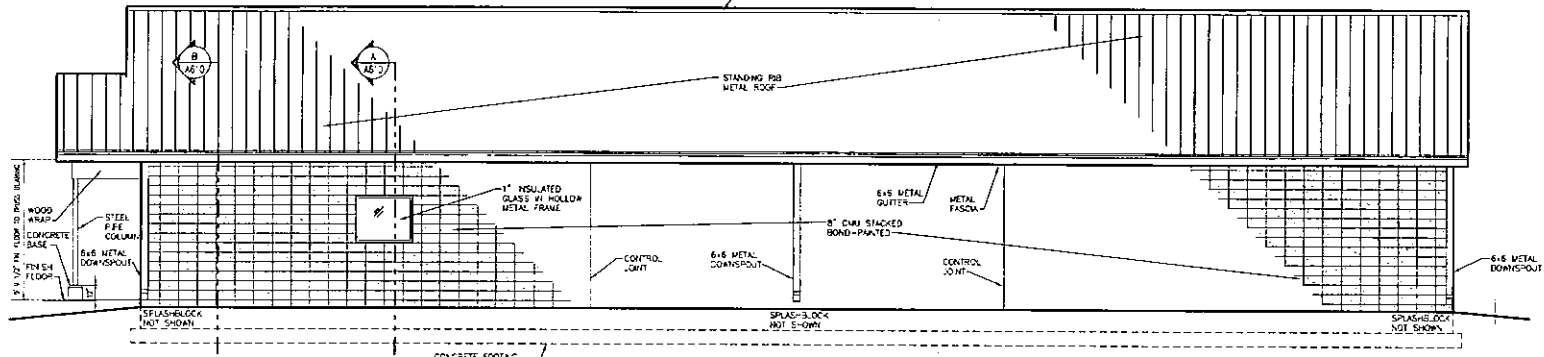 B
A6.0
A
A6.0
STANDING RIB
METAL ROOF
WOOD
WRAP
STEEL
PIPE
COLUMN
CONCRETE
BASE
6x6 METAL
DOWNSPOUT
FINISH
FLOOR
1" INSULATED
GLASS IN HOLLOW
METAL FRAME
CONTROL
JOINT
6x6 METAL
DOWNSPOUT
6x6 METAL
GUTTER
METAL
FASCIA
8" CMU STACKED
BOND-PAINTED
CONTROL
JOINT
6x6 METAL
DOWNSPOUT
SPLASHBLOCK
NOT SHOWN
SPLASHBLOCK
NOT SHOWN
SPLASHBLOCK
NOT SHOWN
CONCRETE FOOTING